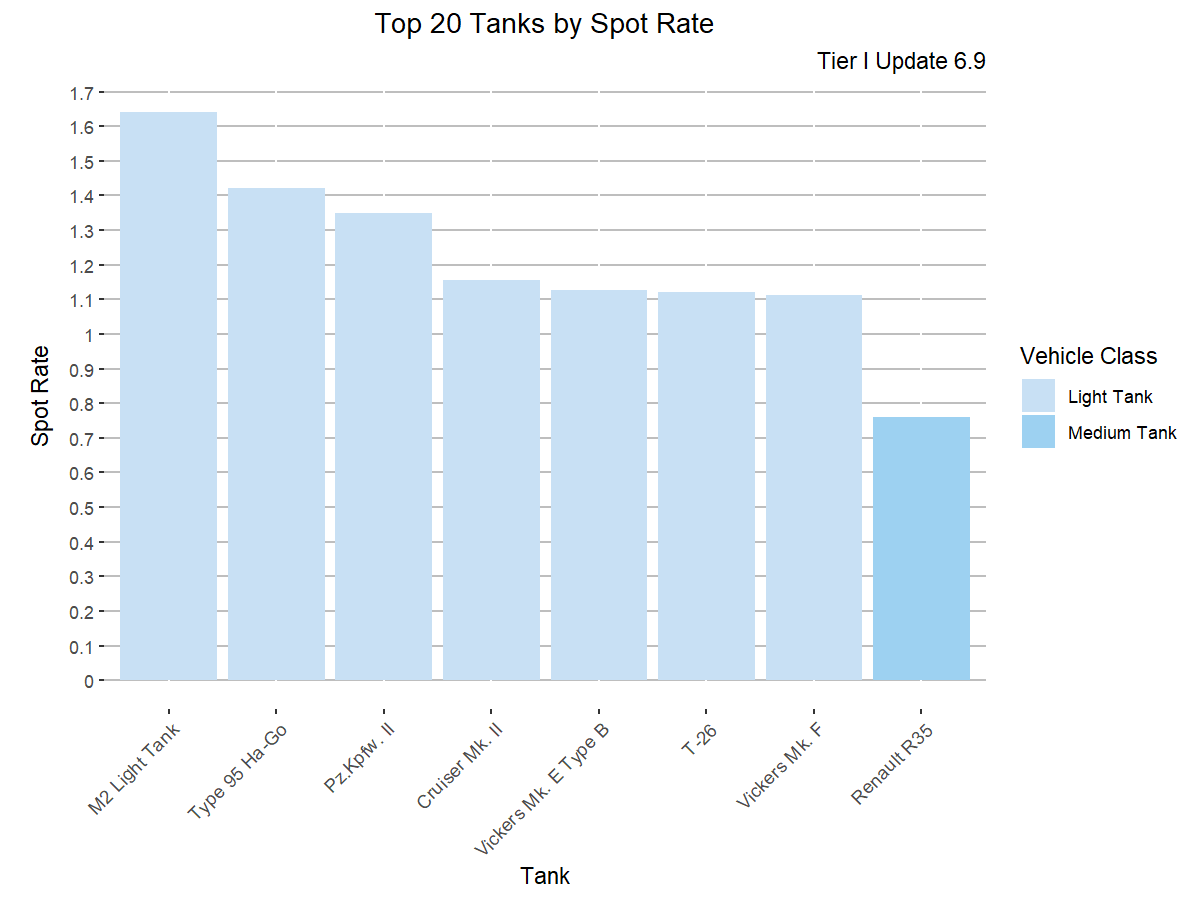 Top 20 Tanks by Spot Rate
Tier I Update 6.9
1.7
1.6
1.5
1.4
1.3
1.2
1.1
1
0.9
0.8
0.7
0.6
0.5
0.4
0.3
0.2
0.1
0
Spot Rate
M2 Light Tank
Type 95 Ha-Go
Pz.Kpfw. II
Cruiser Mk. II
Vickers Mk. E Type B
T-26
Vickers Mk. F
Renault R35
Tank
Vehicle Class
Light Tank
Medium Tank